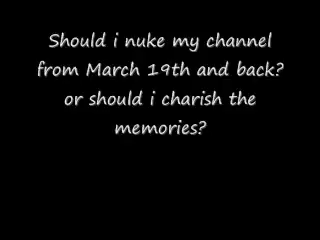 Should i nuke my channel
from March 19th and back?
or should i charish the
memories?